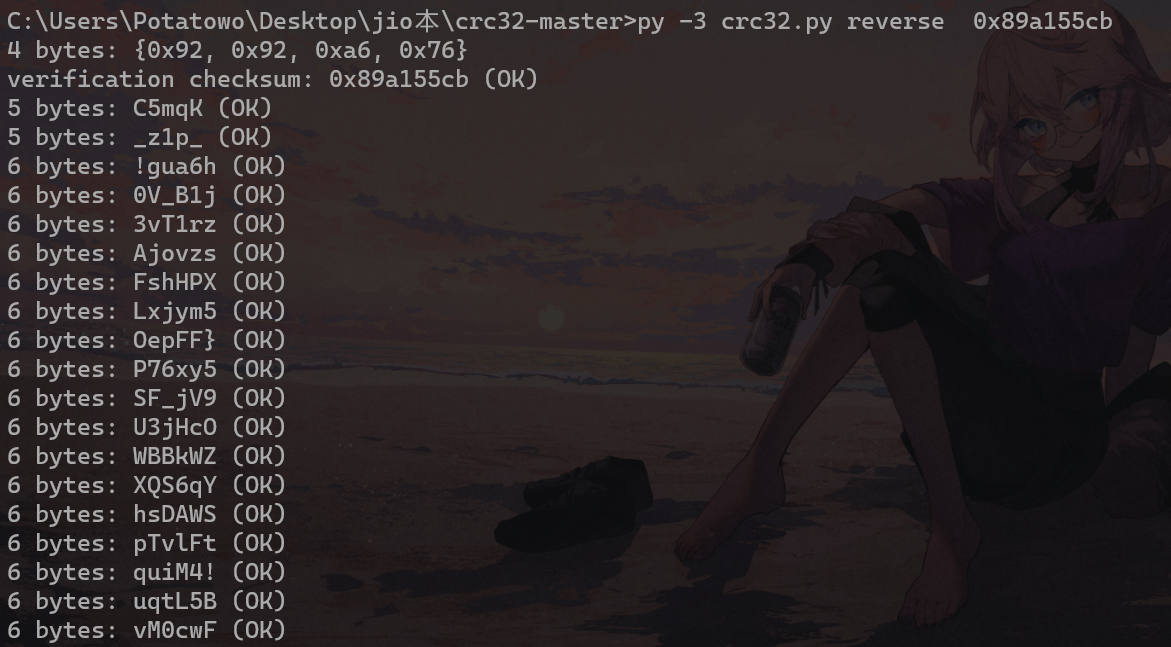 C:\Users\Potatowo\Desktop\jio本\crc32-master>py -3 crc32.py reverse  0x89a155cb
4 bytes: {0x92, 0x92, 0xa6, 0x76}
verification checksum: 0x89a155cb (OK)
5 bytes: C5mqK (OK)
5 bytes: _z1p_ (OK)
6 bytes: !gua6h (OK)
6 bytes: 0V_B1j (OK)
6 bytes: 3vT1rz (OK)
6 bytes: Ajovzs (OK)
6 bytes: FshHPX (OK)
6 bytes: Lxjym5 (OK)
6 bytes: OepFF} (OK)
6 bytes: P76xy5 (OK)
6 bytes: SF_jV9 (OK)
6 bytes: U3jHcO (OK)
6 bytes: WBBkWZ (OK)
6 bytes: XQS6qY (OK)
6 bytes: hsDAWS (OK)
6 bytes: pTvlFt (OK)
6 bytes: quiM4! (OK)
6 bytes: uqtL5B (OK)
6 bytes: vM0cwF (OK)